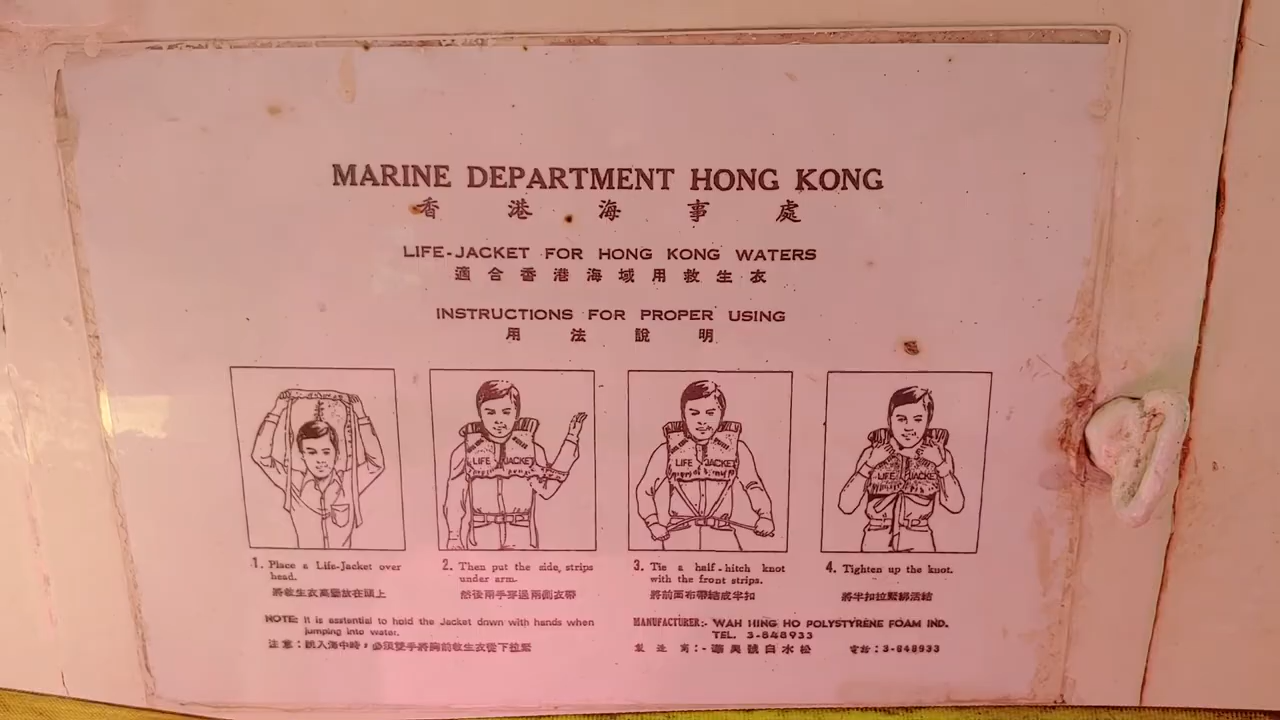 MARINE DEPARTMENT HONG KONG
香港海事處
LIFE-JACKET FOR HONG KONG WATERS
適合香港海域用救生衣
INSTRUCTIONS FOR PROPER USING
用法說明
LIFE JACKET
LIFE JACKET
LIFE JACKE
1. Place a Life-Jacket over
head.
將救生衣高舉放在頭上
2. Then put the side, strips
under arm.
然後兩手穿過兩側衣帶
3. Tie a half-hitch knot
with the front strips.
將前面布帶結成半扣
4. Tighten up the knot.
將半扣拉緊綁活結
NOTE: It is essential to hold the Jacket down with hands when
jumping into water.
注意：跳入海中時，必須雙手將胸前救生衣從下拉緊
MANUFACTURER:- WAH HING HO POLYSTYRENE FOAM IND.
TEL. 3-848933
製造商：- 華興號白水松 電話：3-848933